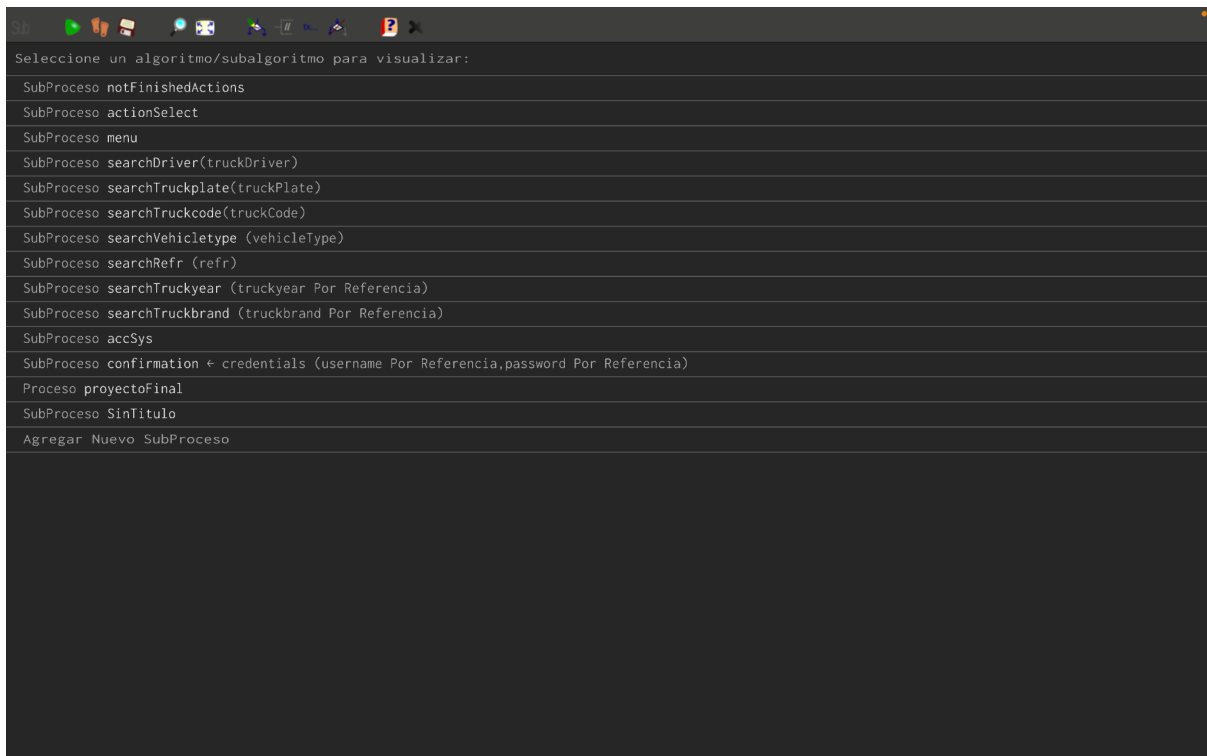 Sub
Seleccione un algoritmo/subalgoritmo para visualizar:
SubProceso notFinishedActions
SubProceso actionSelect
SubProceso menu
SubProceso searchDriver(truckDriver)
SubProceso searchTruckplate(truckPlate)
SubProceso searchTruckcode(truckCode)
SubProceso searchVehicletype (vehicleType)
SubProceso searchRefr (refr)
SubProceso searchTruckyear (truckyear Por Referencia)
SubProceso searchTruckbrand (truckbrand Por Referencia)
SubProceso accSys
SubProceso confirmation ← credentials (username Por Referencia,password Por Referencia)
Proceso proyectoFinal
SubProceso SinTitulo
Agregar Nuevo SubProceso